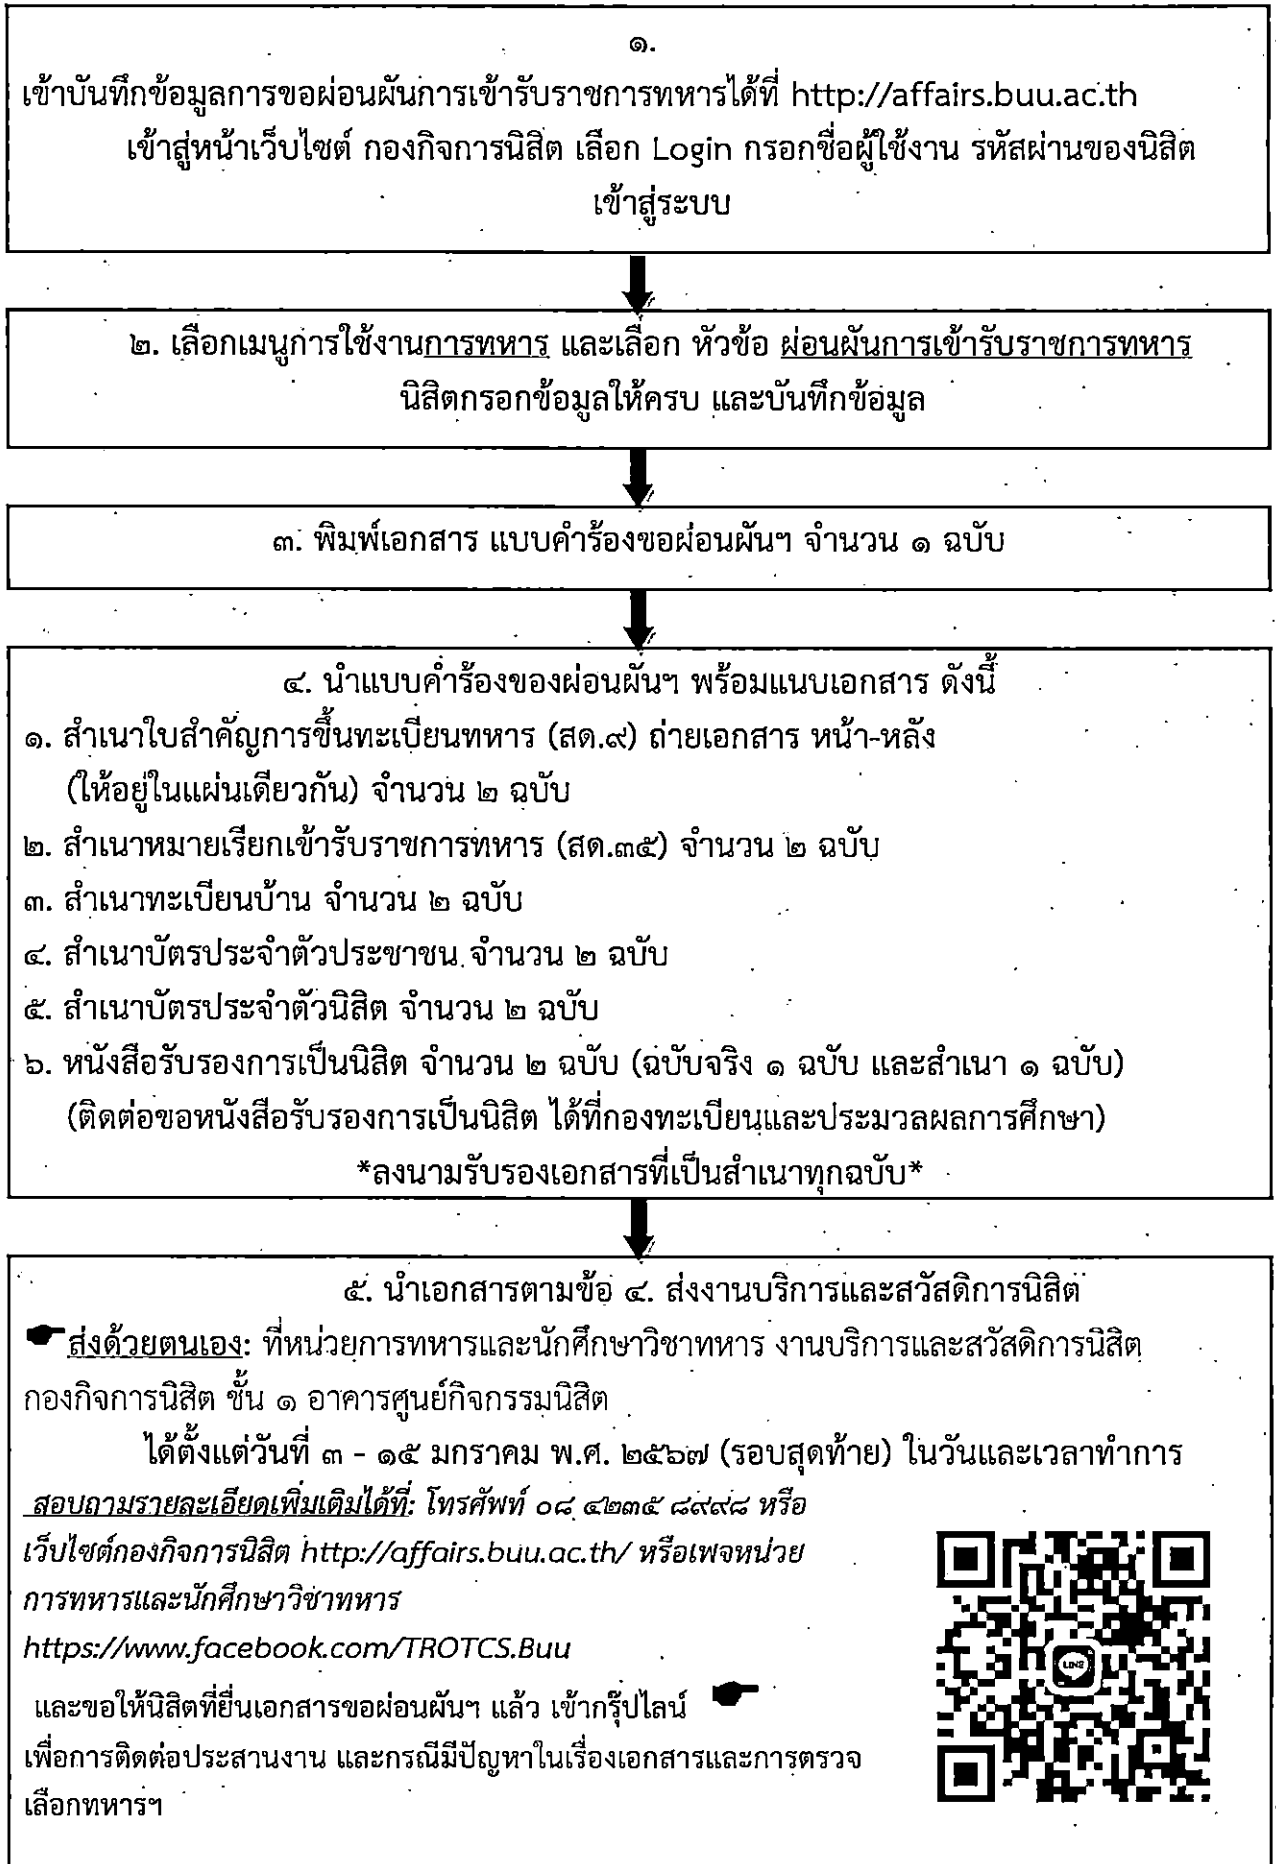 ๑.
เข้าบันทึกข้อมูลการขอผ่อนผันการเข้ารับราชการทหารได้ที่ http://affairs.buu.ac.th
เข้าสู่หน้าเว็บไซต์ กองกิจการนิสิต เลือก Login กรอกชื่อผู้ใช้งาน รหัสผ่านของนิสิต
เข้าสู่ระบบ
๒. เลือกเมนูการใช้งานการทหาร และเลือก หัวข้อ ผ่อนผันการเข้ารับราชการทหาร
นิสิตกรอกข้อมูลให้ครบ และบันทึกข้อมูล
๓. พิมพ์เอกสาร แบบคำร้องขอผ่อนผันฯ จำนวน ๑ ฉบับ
๔. นำแบบคำร้องของผ่อนผันฯ พร้อมแนบเอกสาร ดังนี้
๑. สำเนาใบสำคัญการขึ้นทะเบียนทหาร (สด.๙) ถ่ายเอกสาร หน้า-หลัง
(ให้อยู่ในแผ่นเดียวกัน) จำนวน ๒ ฉบับ
๒. สำเนาหมายเรียกเข้ารับราชการทหาร (สด.๓๕) จำนวน ๒ ฉบับ
๓. สำเนาทะเบียนบ้าน จำนวน ๒ ฉบับ
๔. สำเนาบัตรประจำตัวประชาชน จำนวน ๒ ฉบับ
๕. สำเนาบัตรประจำตัวนิสิต จำนวน ๒ ฉบับ
๖. หนังสือรับรองการเป็นนิสิต จำนวน ๒ ฉบับ (ฉบับจริง ๑ ฉบับ และสำเนา ๑ ฉบับ)
(ติดต่อขอหนังสือรับรองการเป็นนิสิต ได้ที่กองทะเบียนและประมวลผลการศึกษา)
*ลงนามรับรองเอกสารที่เป็นสำเนาทุกฉบับ*
๕. นำเอกสารตามข้อ ๔. ส่งงานบริการและสวัสดิการนิสิต
ส่งด้วยตนเอง: ที่หน่วยการทหารและนักศึกษาวิชาทหาร งานบริการและสวัสดิการนิสิต
กองกิจการนิสิต ชั้น ๑ อาคารศูนย์กิจกรรมนิสิต
ได้ตั้งแต่วันที่ ๓ - ๑๕ มกราคม พ.ศ. ๒๕๖๗ (รอบสุดท้าย) ในวันและเวลาทำการ
สอบถามรายละเอียดเพิ่มเติมได้ที่: โทรศัพท์ ๐๘ ๔๒๓๕ ๘๙๙๘ หรือ
เว็บไซต์กองกิจการนิสิต http://affairs.buu.ac.th/ หรือเพจหน่วย
การทหารและนักศึกษาวิชาทหาร
https://www.facebook.com/TROTCS.Buu
และขอให้นิสิตที่ยื่นเอกสารขอผ่อนผันฯ แล้ว เข้ากรุ๊ปไลน์
เพื่อการติดต่อประสานงาน และกรณีมีปัญหาในเรื่องเอกสารและการตรวจ
เลือกทหารฯ
LINE